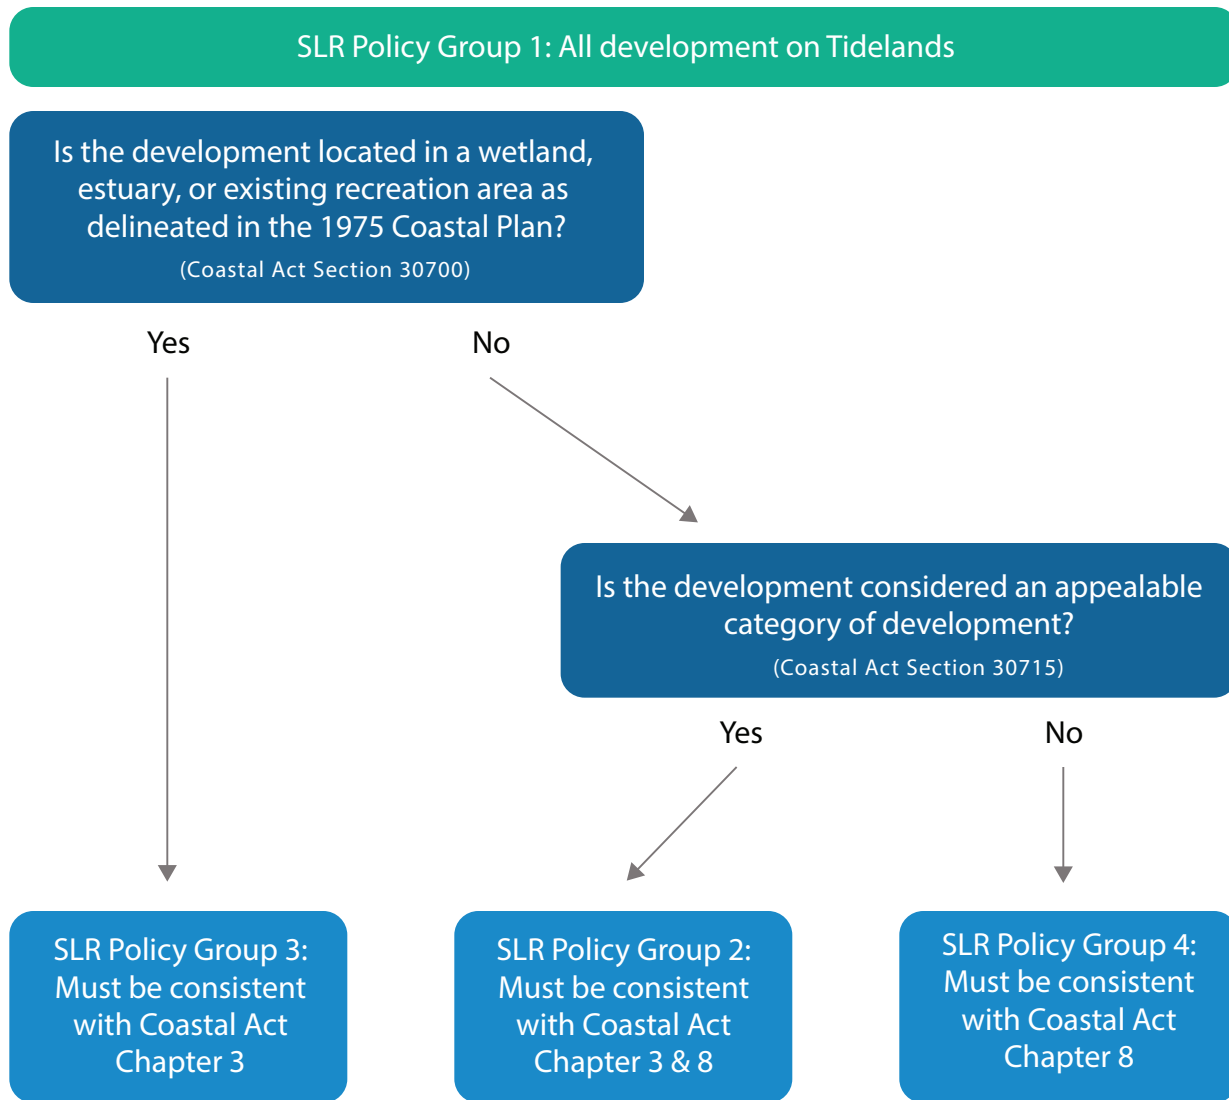 SLR Policy Group 1: All development on Tidelands
Is the development located in a wetland,
estuary, or existing recreation area as
delineated in the 1975 Coastal Plan?
(Coastal Act Section 30700)
Yes
No
Is the development considered an appealable
category of development?
(Coastal Act Section 30715)
Yes
No
SLR Policy Group 3:
Must be consistent
with Coastal Act
Chapter 3
SLR Policy Group 2:
Must be consistent
with Coastal Act
Chapter 3 & 8
SLR Policy Group 4:
Must be consistent
with Coastal Act
Chapter 8